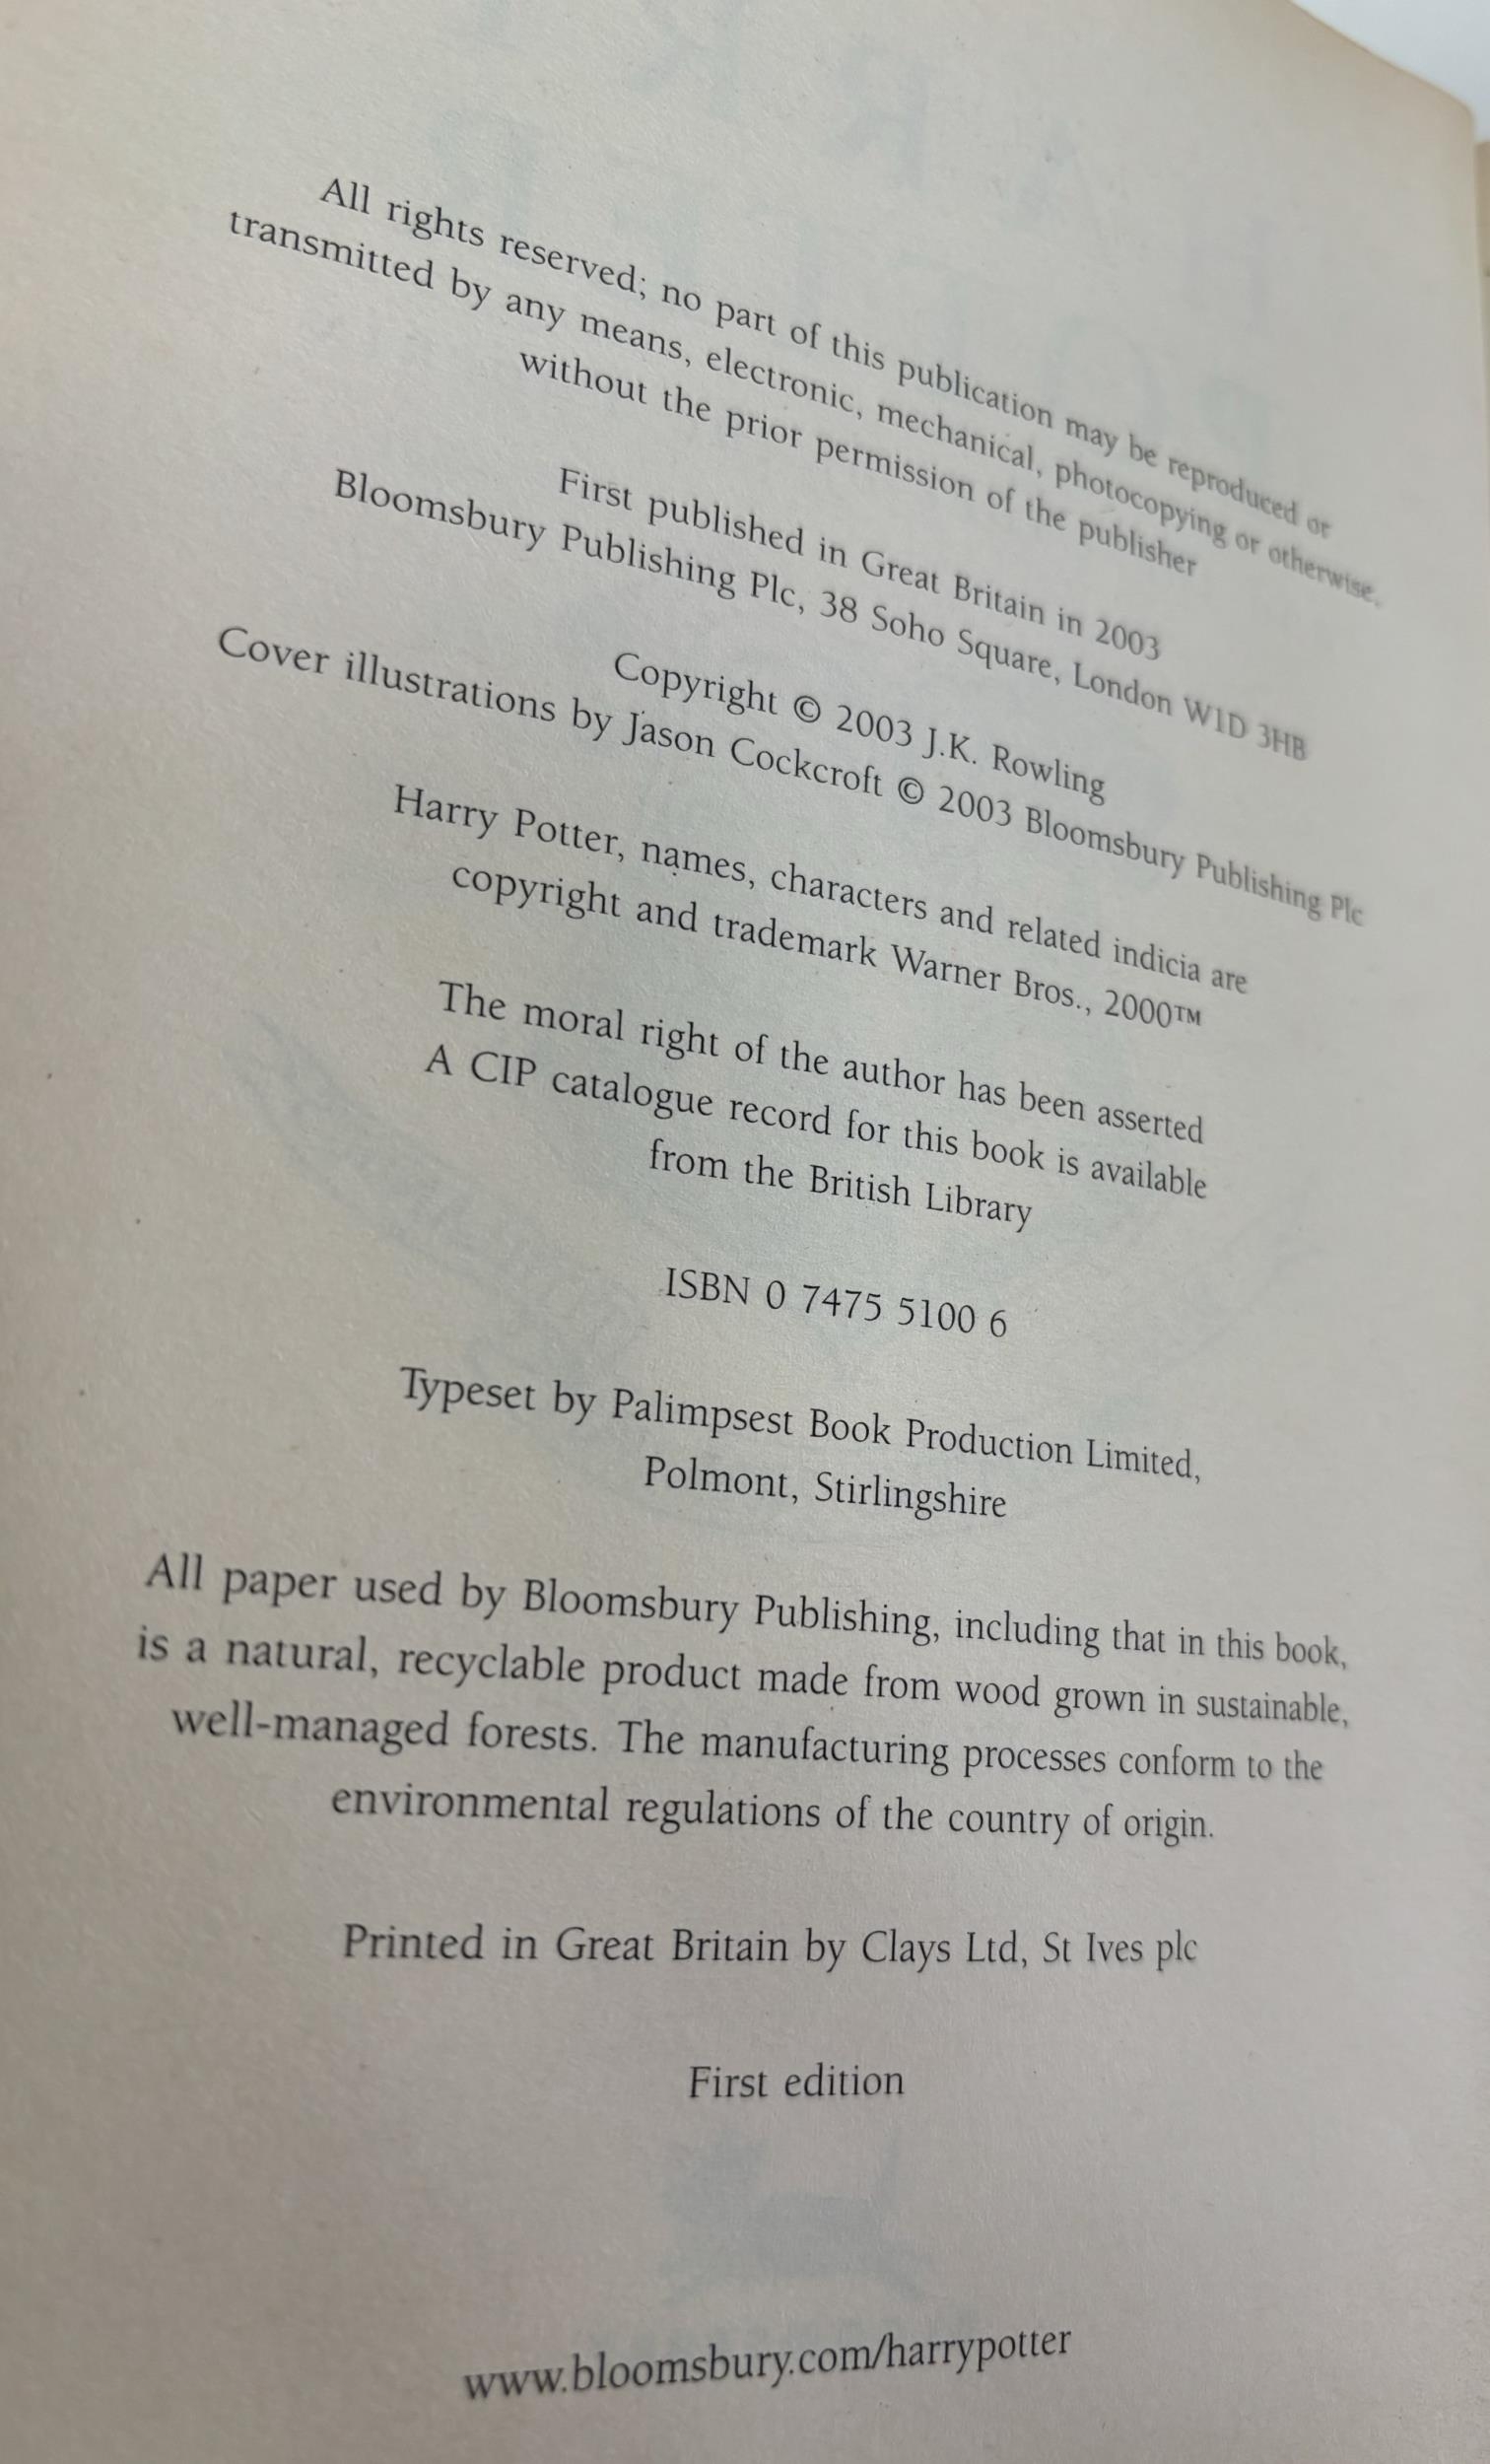 All rights reserved; no part of this publication may be reproduced or
transmitted by any means, electronic, mechanical, photocopying or otherwise,
without the prior permission of the publisher
First published in Great Britain in 2003
Bloomsbury Publishing Plc, 38 Soho Square, London W1D 3HB
Copyright © 2003 J.K. Rowling
Cover illustrations by Jason Cockcroft © 2003 Bloomsbury Publishing Plc
Harry Potter, names, characters and related indicia are
copyright and trademark Warner Bros., 2000™
The moral right of the author has been asserted
A CIP catalogue record for this book is available
from the British Library
ISBN 0 7475 5100 6
Typeset by Palimpsest Book Production Limited,
Polmont, Stirlingshire
All paper used by Bloomsbury Publishing, including that in this book,
is a natural, recyclable product made from wood grown in sustainable,
well-managed forests. The manufacturing processes conform to the
environmental regulations of the country of origin.
Printed in Great Britain by Clays Ltd, St Ives plc
First edition
www.bloomsbury.com/harrypotter